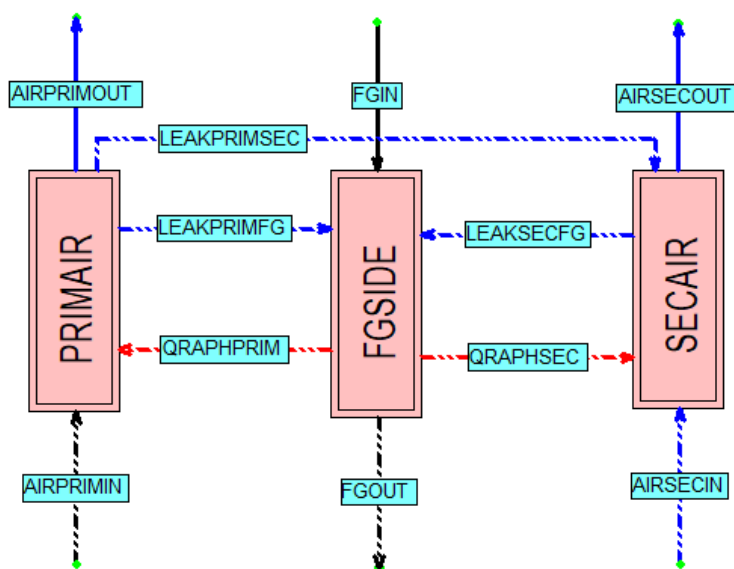 AIRPRIMOUT
FGIN
AIRSECOUT
LEAKPRIMSEC
LEAKPRIMFG
LEAKSECFG
PRIMAIR
FGSIDE
SECAIR
QRAPHPRIM
QRAPHSEC
AIRPRIMIN
FGOUT
AIRSECIN